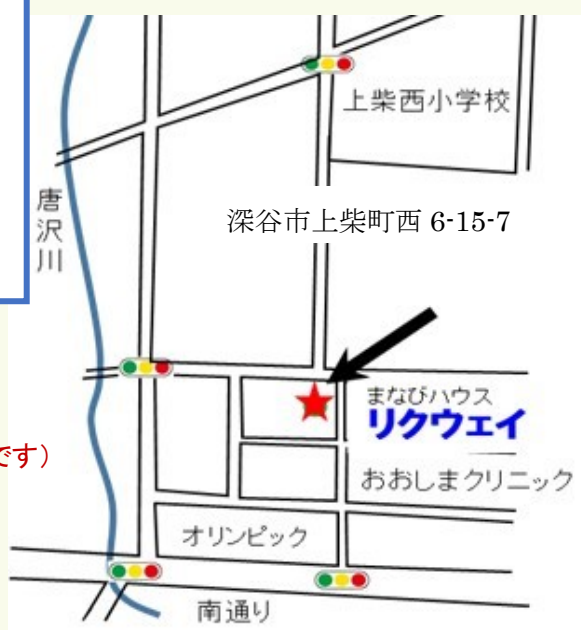 上柴西小学校
唐沢川
深谷市上柴町西 6-15-7
まなびハウス
リクウェイ
です）
おおしまクリニック
オリンピック
南通り